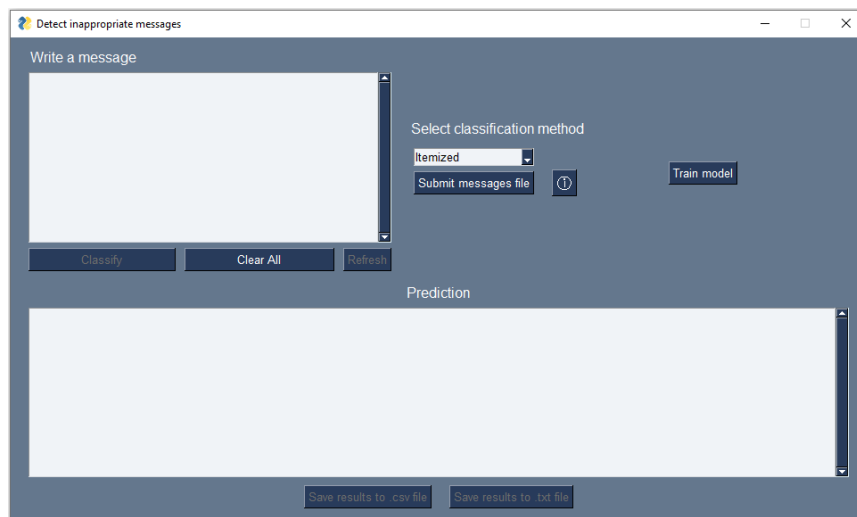 Detect inappropriate messages
Write a message
Select classification method
Itemized
Submit messages file
Train model
Classify
Clear All
Refresh
Prediction
Save results to .csv file
Save results to .txt file